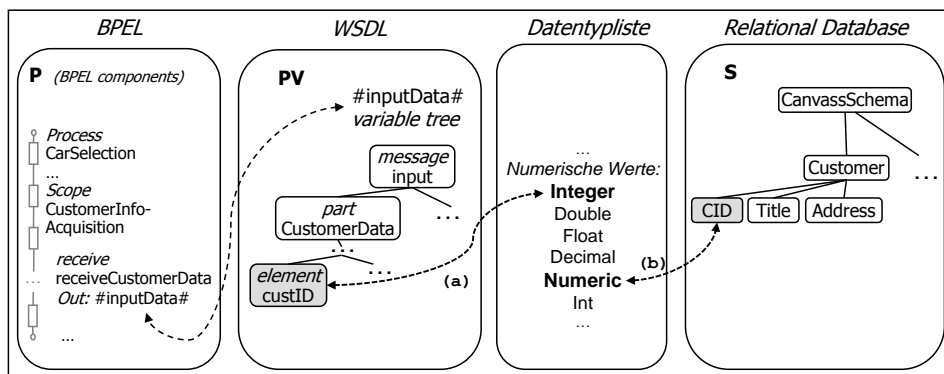 BPEL
WSDL
Datentypliste
Relational Database
P (BPEL components)
Process
CarSelection
...
Scope
CustomerInfo-
Acquisition
receive
... receiveCustomerData
Out: #inputData#
...
PV
#inputData#
variable tree
message
input
part
CustomerData
...
...
...
element
custID
(a)
...
Numerische Werte:
Integer
Double
Float
Decimal
Numeric
Int
...
(b)
S
CanvassSchema
Customer
...
CID
Title
Address